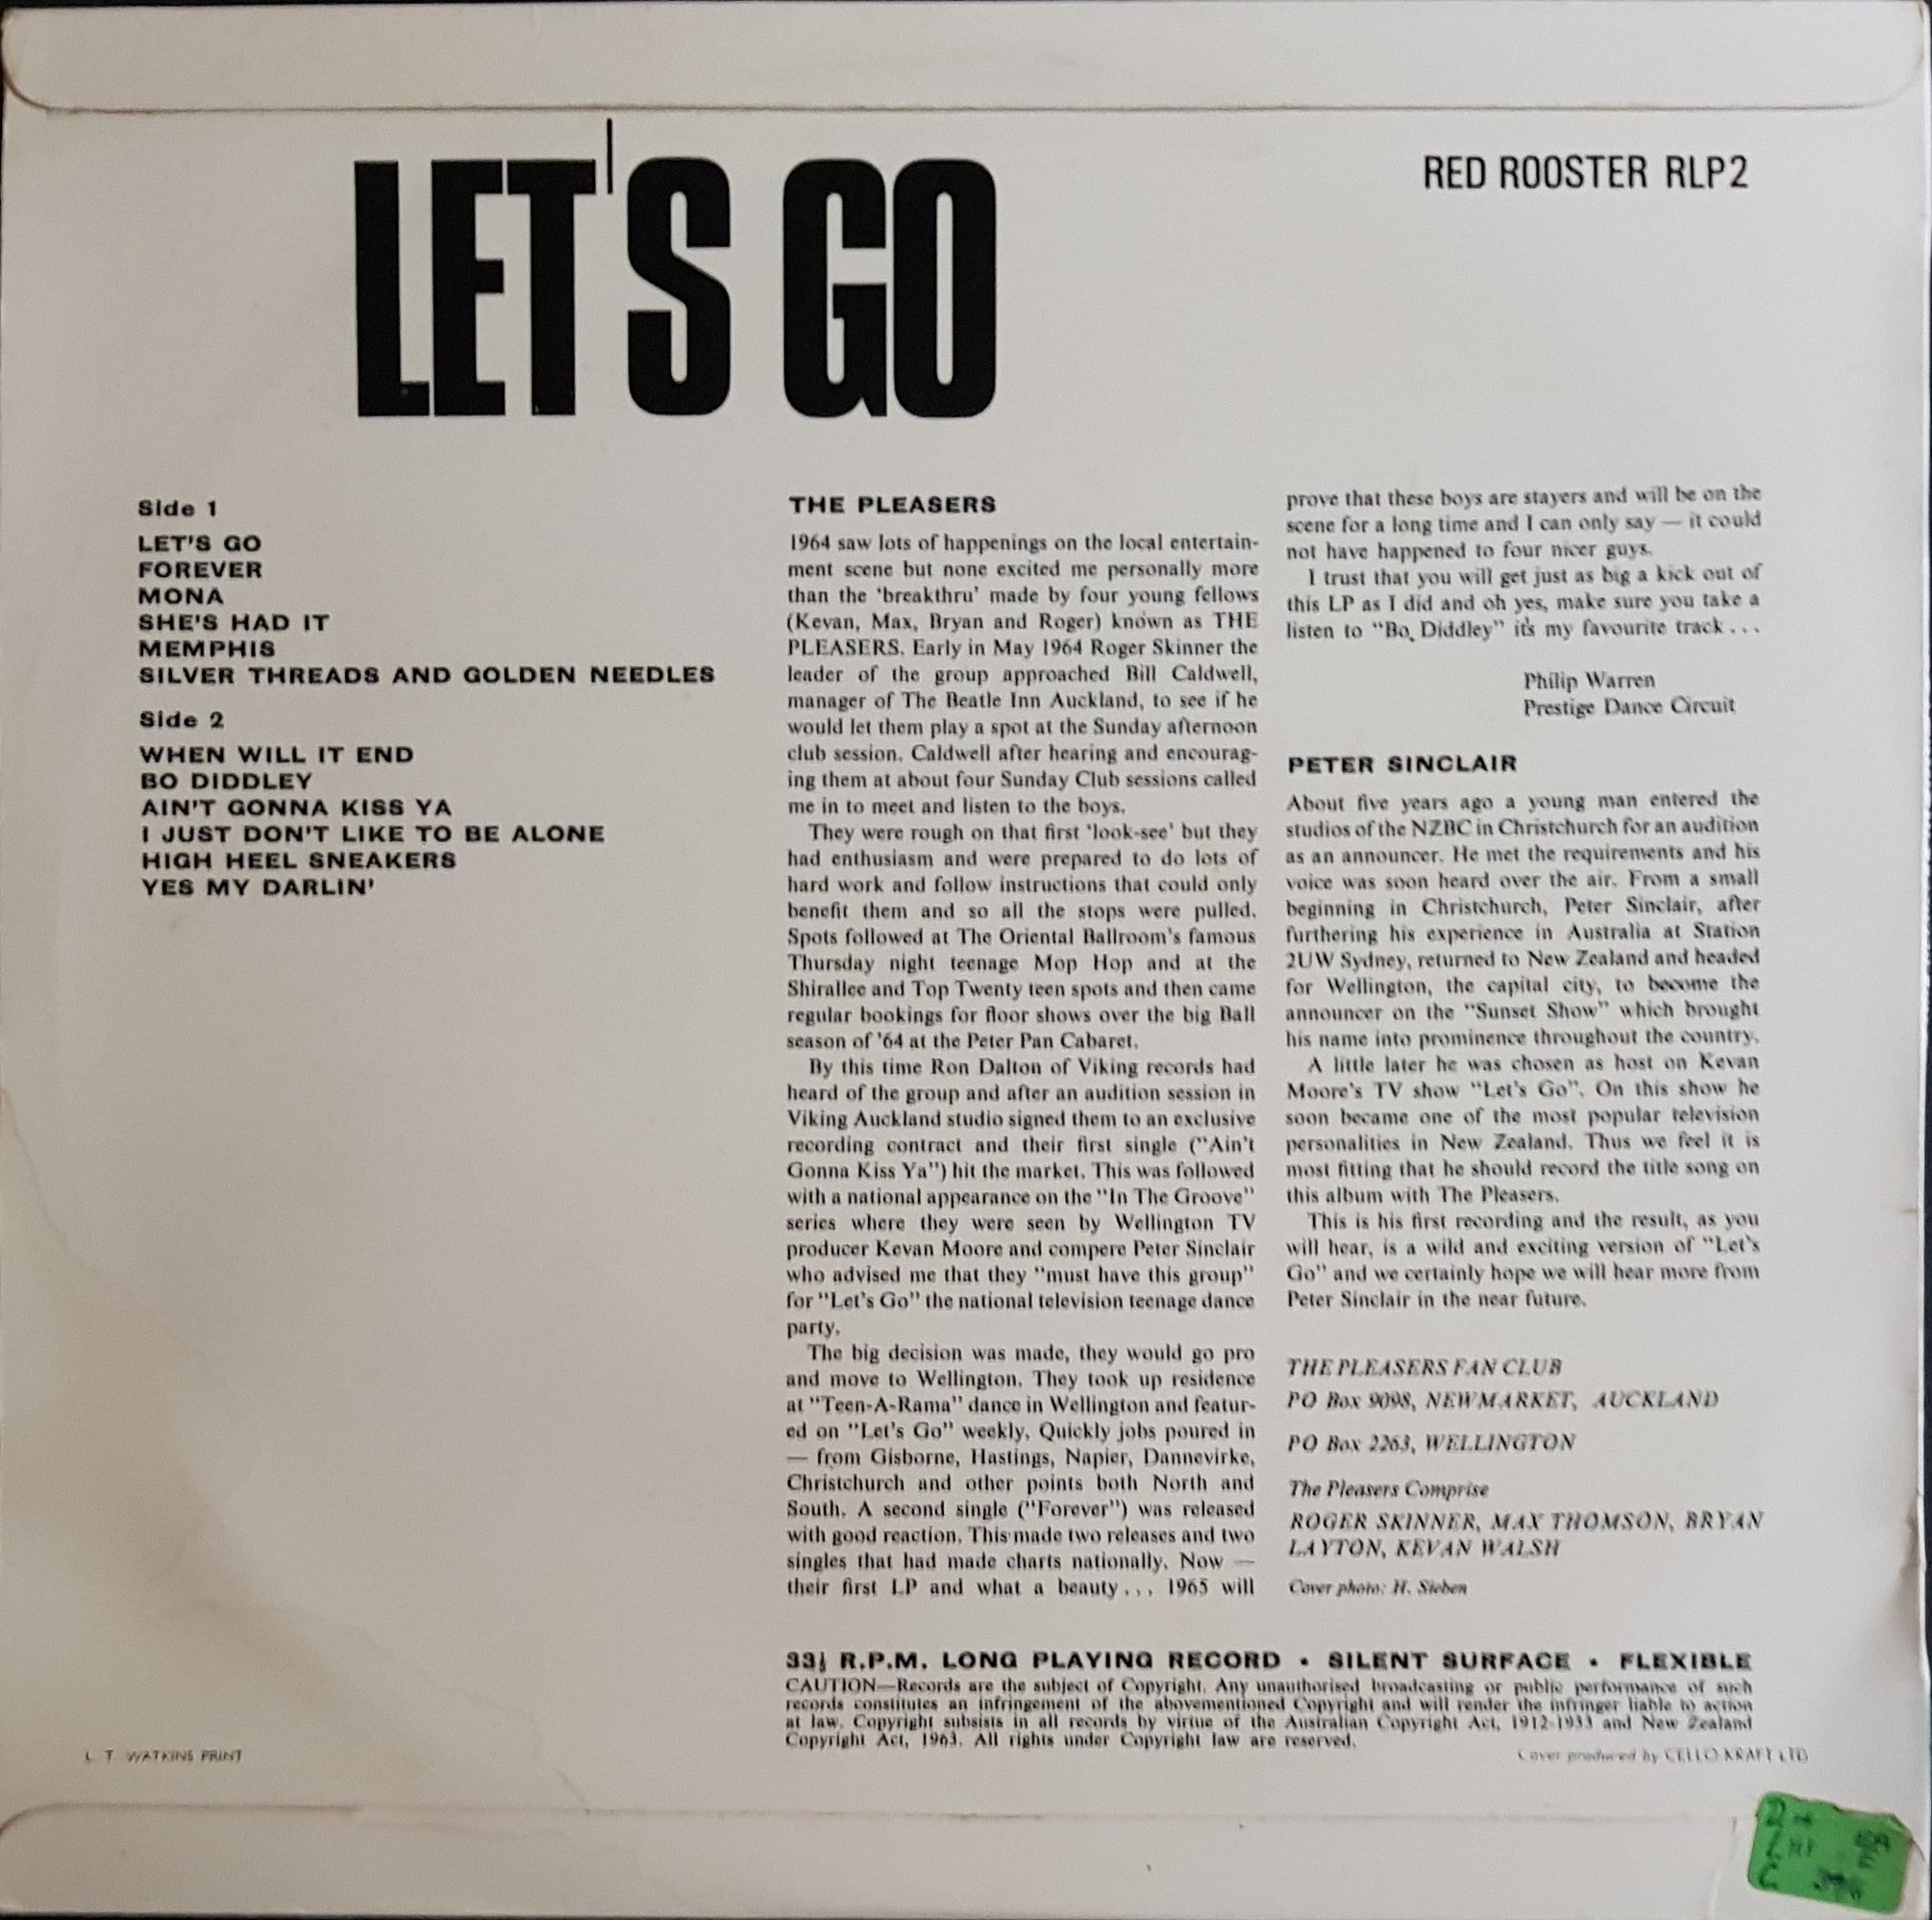 LET'S GO
RED ROOSTER RLP2
Side 1
LET'S GO
FOREVER
MONA
SHE'S HAD IT
MEMPHIS
SILVER THREADS AND GOLDEN NEEDLES
Side 2
WHEN WILL IT END
BO DIDDLEY
AIN'T GONNA KISS YA
I JUST DON'T LIKE TO BE ALONE
HIGH HEEL SNEAKERS
YES MY DARLIN'
THE PLEASERS
1964 saw lots of happenings on the local entertain-
ment scene but none excited me personally more
than the 'breakthru' made by four young fellows
(Kevan, Max, Bryan and Roger) known as THE
PLEASERS. Early in May 1964 Roger Skinner the
leader of the group approached Bill Caldwell,
manager of The Beatle Inn Auckland, to see if he
would let them play a spot at the Sunday afternoon
club session. Caldwell after hearing and encourag-
ing them at about four Sunday Club sessions called
me in to meet and listen to the boys.
They were rough on that first 'look-see' but they
had enthusiasm and were prepared to do lots of
hard work and follow instructions that could only
benefit them and so all the stops were pulled.
Spots followed at The Oriental Ballroom's famous
Thursday night teenage Mop Hop and at the
Shirallee and Top Twenty teen spots and then came
regular bookings for floor shows over the big Ball
season of '64 at the Peter Pan Cabaret.
By this time Ron Dalton of Viking records had
heard of the group and after an audition session in
Viking Auckland studio signed them to an exclusive
recording contract and their first single ("Ain't
Gonna Kiss Ya") hit the market. This was followed
with a national appearance on the "In The Groove"
series where they were seen by Wellington TV
producer Kevan Moore and compere Peter Sinclair
who advised me that they "must have this group"
for "Let's Go" the national television teenage dance
party.
The big decision was made, they would go pro
and move to Wellington. They took up residence
at "Teen-A-Rama" dance in Wellington and featur-
ed on "Let's Go" weekly. Quickly jobs poured in
— from Gisborne, Hastings, Napier, Dannevirke,
Christchurch and other points both North and
South. A second single ("Forever") was released
with good reaction. This made two releases and two
singles that had made charts nationally. Now —
their first LP and what a beauty... 1965 will
prove that these boys are stayers and will be on the
scene for a long time and I can only say — it could
not have happened to four nicer guys.
I trust that you will get just as big a kick out of
this LP as I did and oh yes, make sure you take a
listen to "Bo Diddley" it's my favourite track...
Philip Warren
Prestige Dance Circuit
PETER SINCLAIR
About five years ago a young man entered the
studios of the NZBC in Christchurch for an audition
as an announcer. He met the requirements and his
voice was soon heard over the air. From a small
beginning in Christchurch, Peter Sinclair, after
furthering his experience in Australia at Station
2UW Sydney, returned to New Zealand and headed
for Wellington, the capital city, to become the
announcer on the "Sunset Show" which brought
his name into prominence throughout the country.
A little later he was chosen as host on Kevan
Moore's TV show "Let's Go". On this show he
soon became one of the most popular television
personalities in New Zealand. Thus we feel it is
most fitting that he should record the title song on
this album with The Pleasers.
This is his first recording and the result, as you
will hear, is a wild and exciting version of "Let's
Go" and we certainly hope we will hear more from
Peter Sinclair in the near future.
THE PLEASERS FAN CLUB
PO Box 9098, NEWMARKET, AUCKLAND
PO Box 2263, WELLINGTON
The Pleasers Comprise
ROGER SKINNER, MAX THOMSON, BRYAN
LAYTON, KEVAN WALSH
Cover photo: H. Sieben
33⅓ R.P.M. LONG PLAYING RECORD • SILENT SURFACE • FLEXIBLE
CAUTION—Records are the subject of Copyright. Any unauthorised broadcasting or public performance of such
records constitutes an infringement of the abovementioned Copyright and will render the infringer liable to action
at law. Copyright subsists in all records by virtue of the Australian Copyright Act, 1912-1933 and New Zealand
Copyright Act, 1963. All rights under Copyright law are reserved.
L T WATKINS PRINT
Cover produced by CELLO-KRAFT LTD